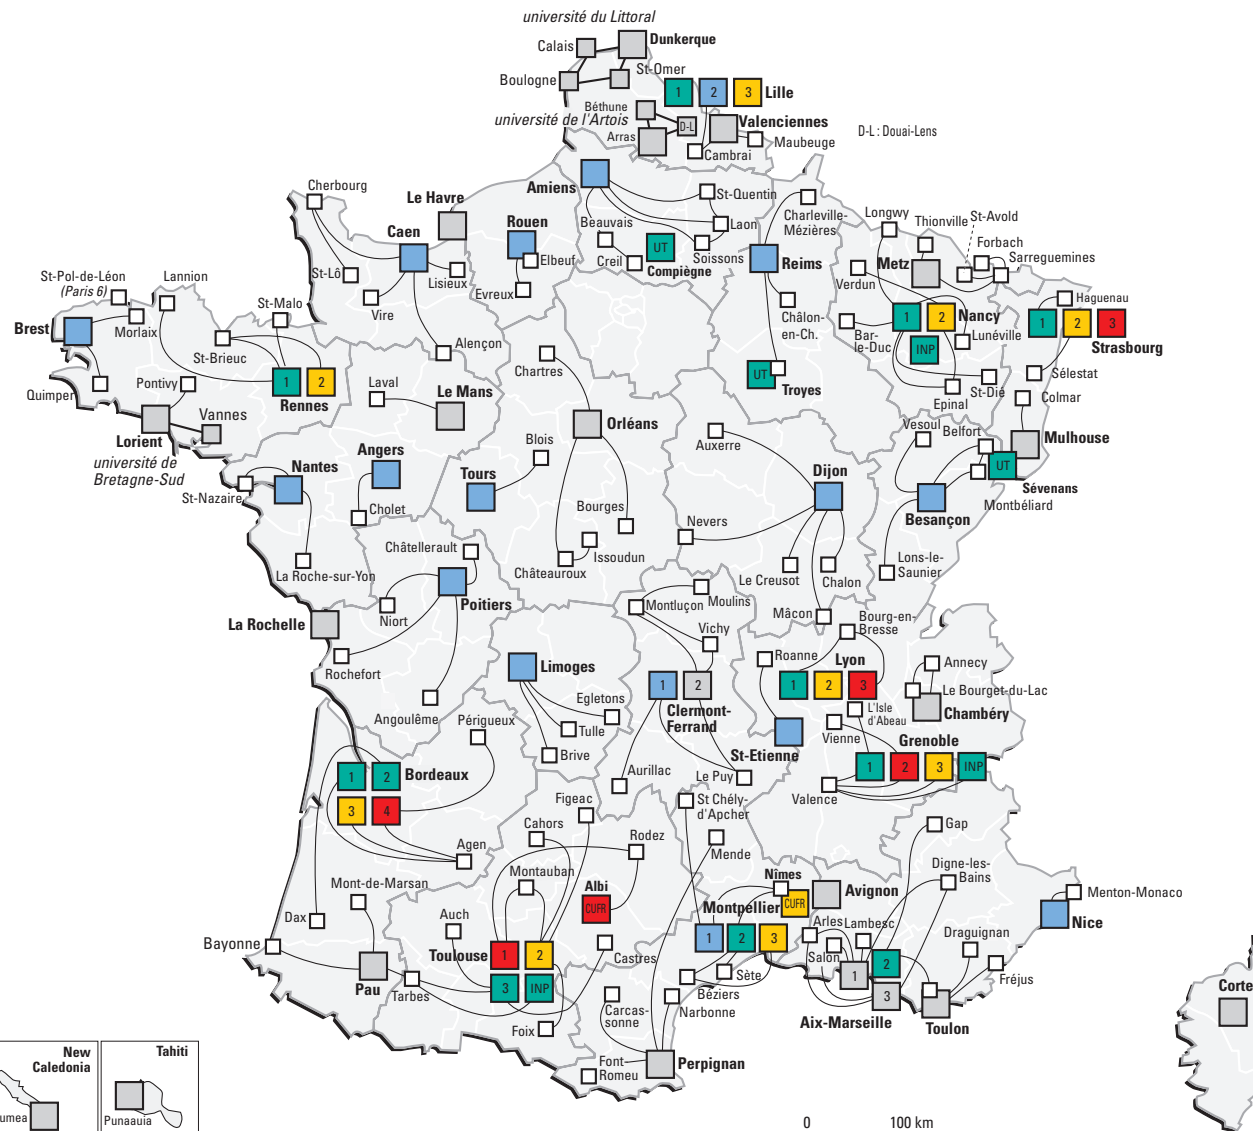 université du Littoral
Calais
Dunkerque
Boulogne
St-Omer
1
2
3
Lille
Béthune
université de l'Artois
D-L
Valenciennes
Arras
Cambrai
Maubeuge
D-L : Douai-Lens
Cherbourg
Le Havre
Amiens
St-Quentin
Charleville-
Mézières
Longwy
Thionville
St-Avold
Forbach
Sarreguemines
Caen
Rouen
Beauvais
Laon
UT
Creil
Compiègne
Soissons
Reims
Verdun
Metz
Elbeuf
St-Lô
Lisieux
Vire
Evreux
Alençon
St-Pol-de-Léon
(Paris 6)
Lannion
St-Malo
Brest
Morlaix
St-Brieuc
Quimper
Pontivy
1
2
Rennes
Lorient
Vannes
université de
Bretagne-Sud
Châlon-
en-Ch.
Bar-
le-Duc
1
2
Nancy
INP
Lunéville
Haguenau
1
2
3
Strasbourg
Sélestat
St-Dié
Epinal
Colmar
UT
Troyes
Chartres
Laval
Le Mans
Orléans
Auxerre
Vesoul
Belfort
Mulhouse
UT
Sévenans
Montbéliard
Nantes
St-Nazaire
Angers
Cholet
Tours
Blois
Bourges
Dijon
Besançon
Nevers
Issoudun
Châteauroux
Le Creusot
Chalon
Lons-le-
Saunier
La Roche-sur-Yon
Châtellerault
Poitiers
Niort
La Rochelle
Rochefort
Angoulême
Montluçon
Moulins
Mâcon
Bourg-en-
Bresse
Vichy
Roanne
Lyon
1
2
3
Annecy
Le Bourget-du-Lac
Chambéry
Limoges
Egletons
Tulle
Brive
1
2
Clermont-
Ferrand
L'Isle
d'Abeau
Vienne
St-Etienne
Grenoble
1
2
3
INP
Périgueux
1
2
Bordeaux
3
4
Aurillac
Le Puy
Valence
Figeac
Cahors
St Chély-
d'Apcher
Gap
Agen
Rodez
Mende
Digne-les-
Bains
Mont-de-Marsan
Montauban
Albi
CUFR
Nîmes
CUFR
Avignon
Menton-Monaco
Nice
Dax
Auch
Montpellier
1
2
3
Arles
Lambesc
Salon
Draguignan
Bayonne
Toulouse
1
2
3
INP
Castres
1
2
3
Fréjus
Pau
Tarbes
Sète
Béziers
Narbonne
Aix-Marseille
Toulon
Carcas-
sonne
Foix
Font-
Romeu
Perpignan
Corte
New
Caledonia
Tahiti
Punaauia
0
100 km